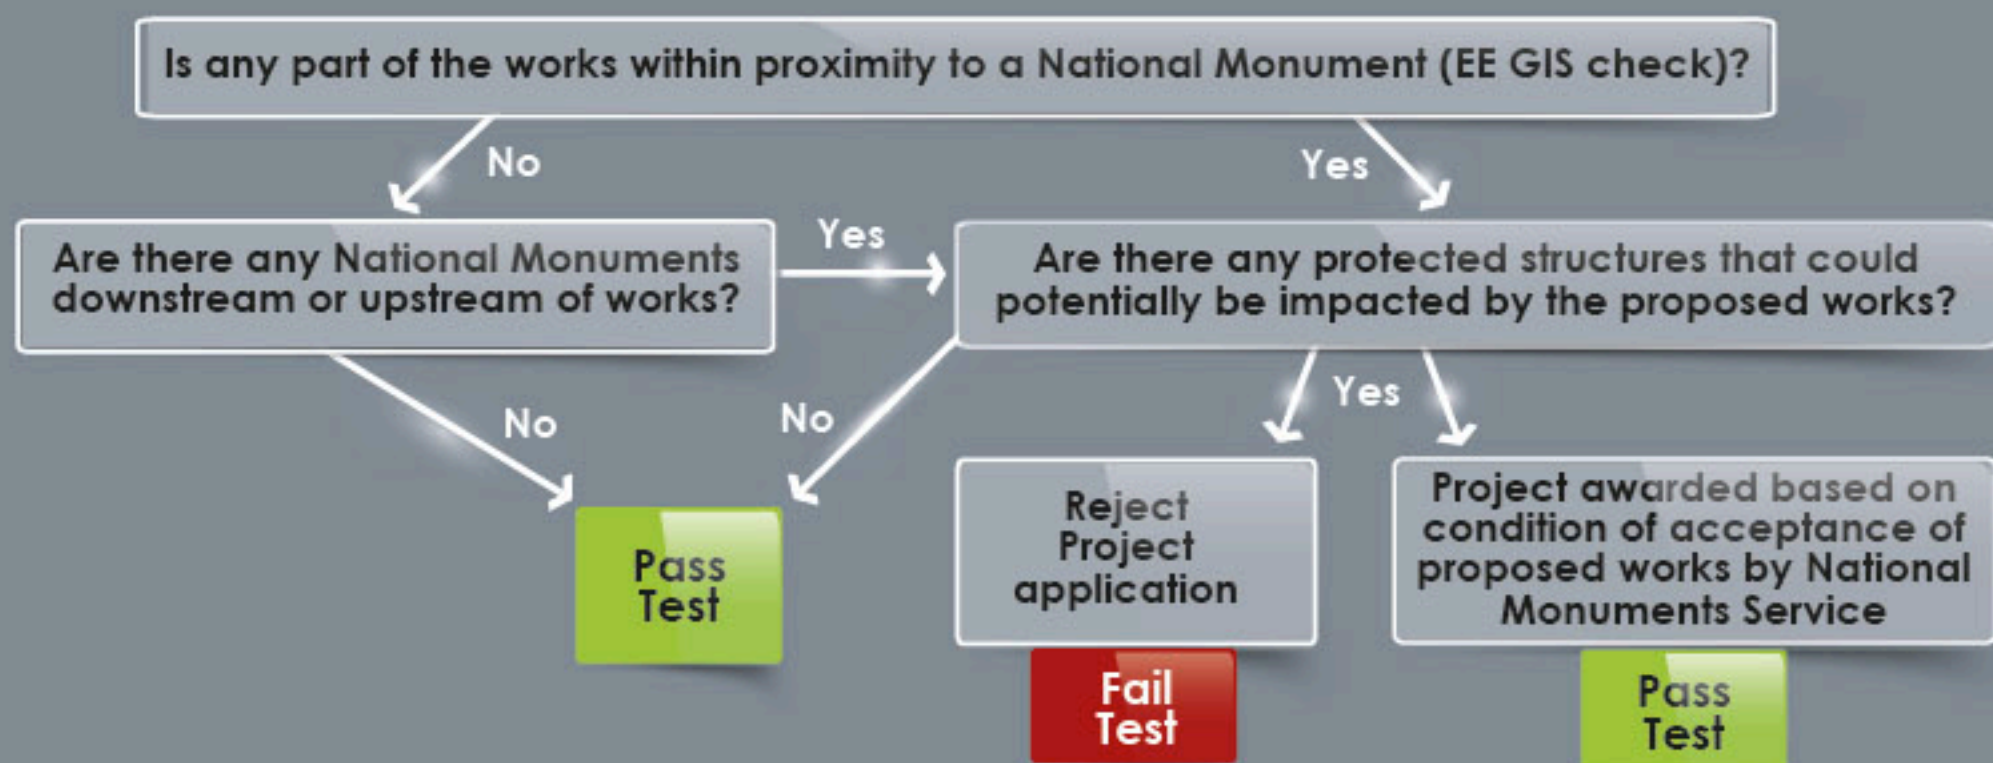 Is any part of the works within proximity to a National Monument (EE GIS check)?
No
Yes
Are there any National Monuments
downstream or upstream of works?
Yes
Are there any protected structures that could
potentially be impacted by the proposed works?
No
No
Yes
Pass
Test
Reject
Project
application
Project awarded based on
condition of acceptance of
proposed works by National
Monuments Service
Fail
Test
Pass
Test